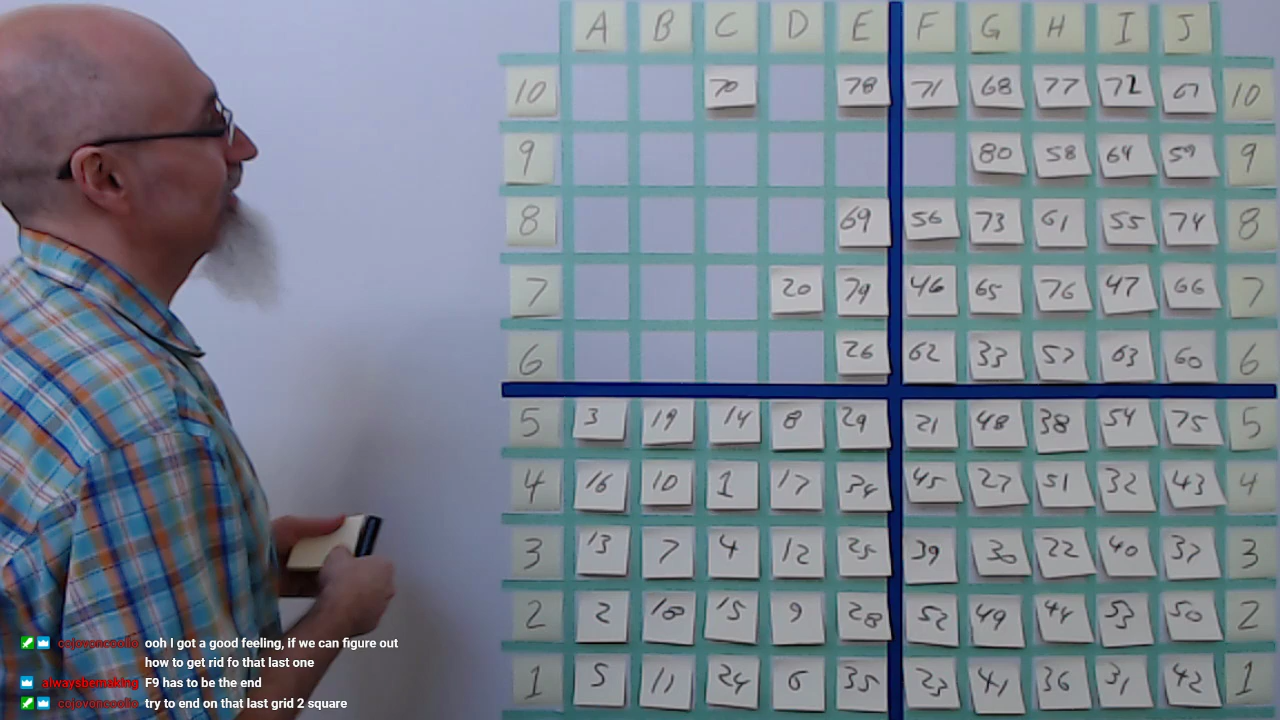 A B C D E F G H I J
10 70 78 71 68 77 72 67 10
9 80 58 64 59 9
8 69 56 73 61 55 74 8
7 20 79 46 65 76 47 66 7
6 26 62 33 57 63 60
5 3 19 14 8 29 21 48 38 54 75 5
4 16 10 1 17 34 45 27 51 32 43 4
3 13 7 4 12 25 39 30 22 40 37 3
2 2 18 15 9 28 52 49 44 53 50 2
1 5 11 24 6 35 23 41 36 31 42 1
cojovoncoolio ooh I got a good feeling, if we can figure out
how to get rid fo that last one
alwaysbemaking F9 has to be the end
cojovoncoolio try to end on that last grid 2 square